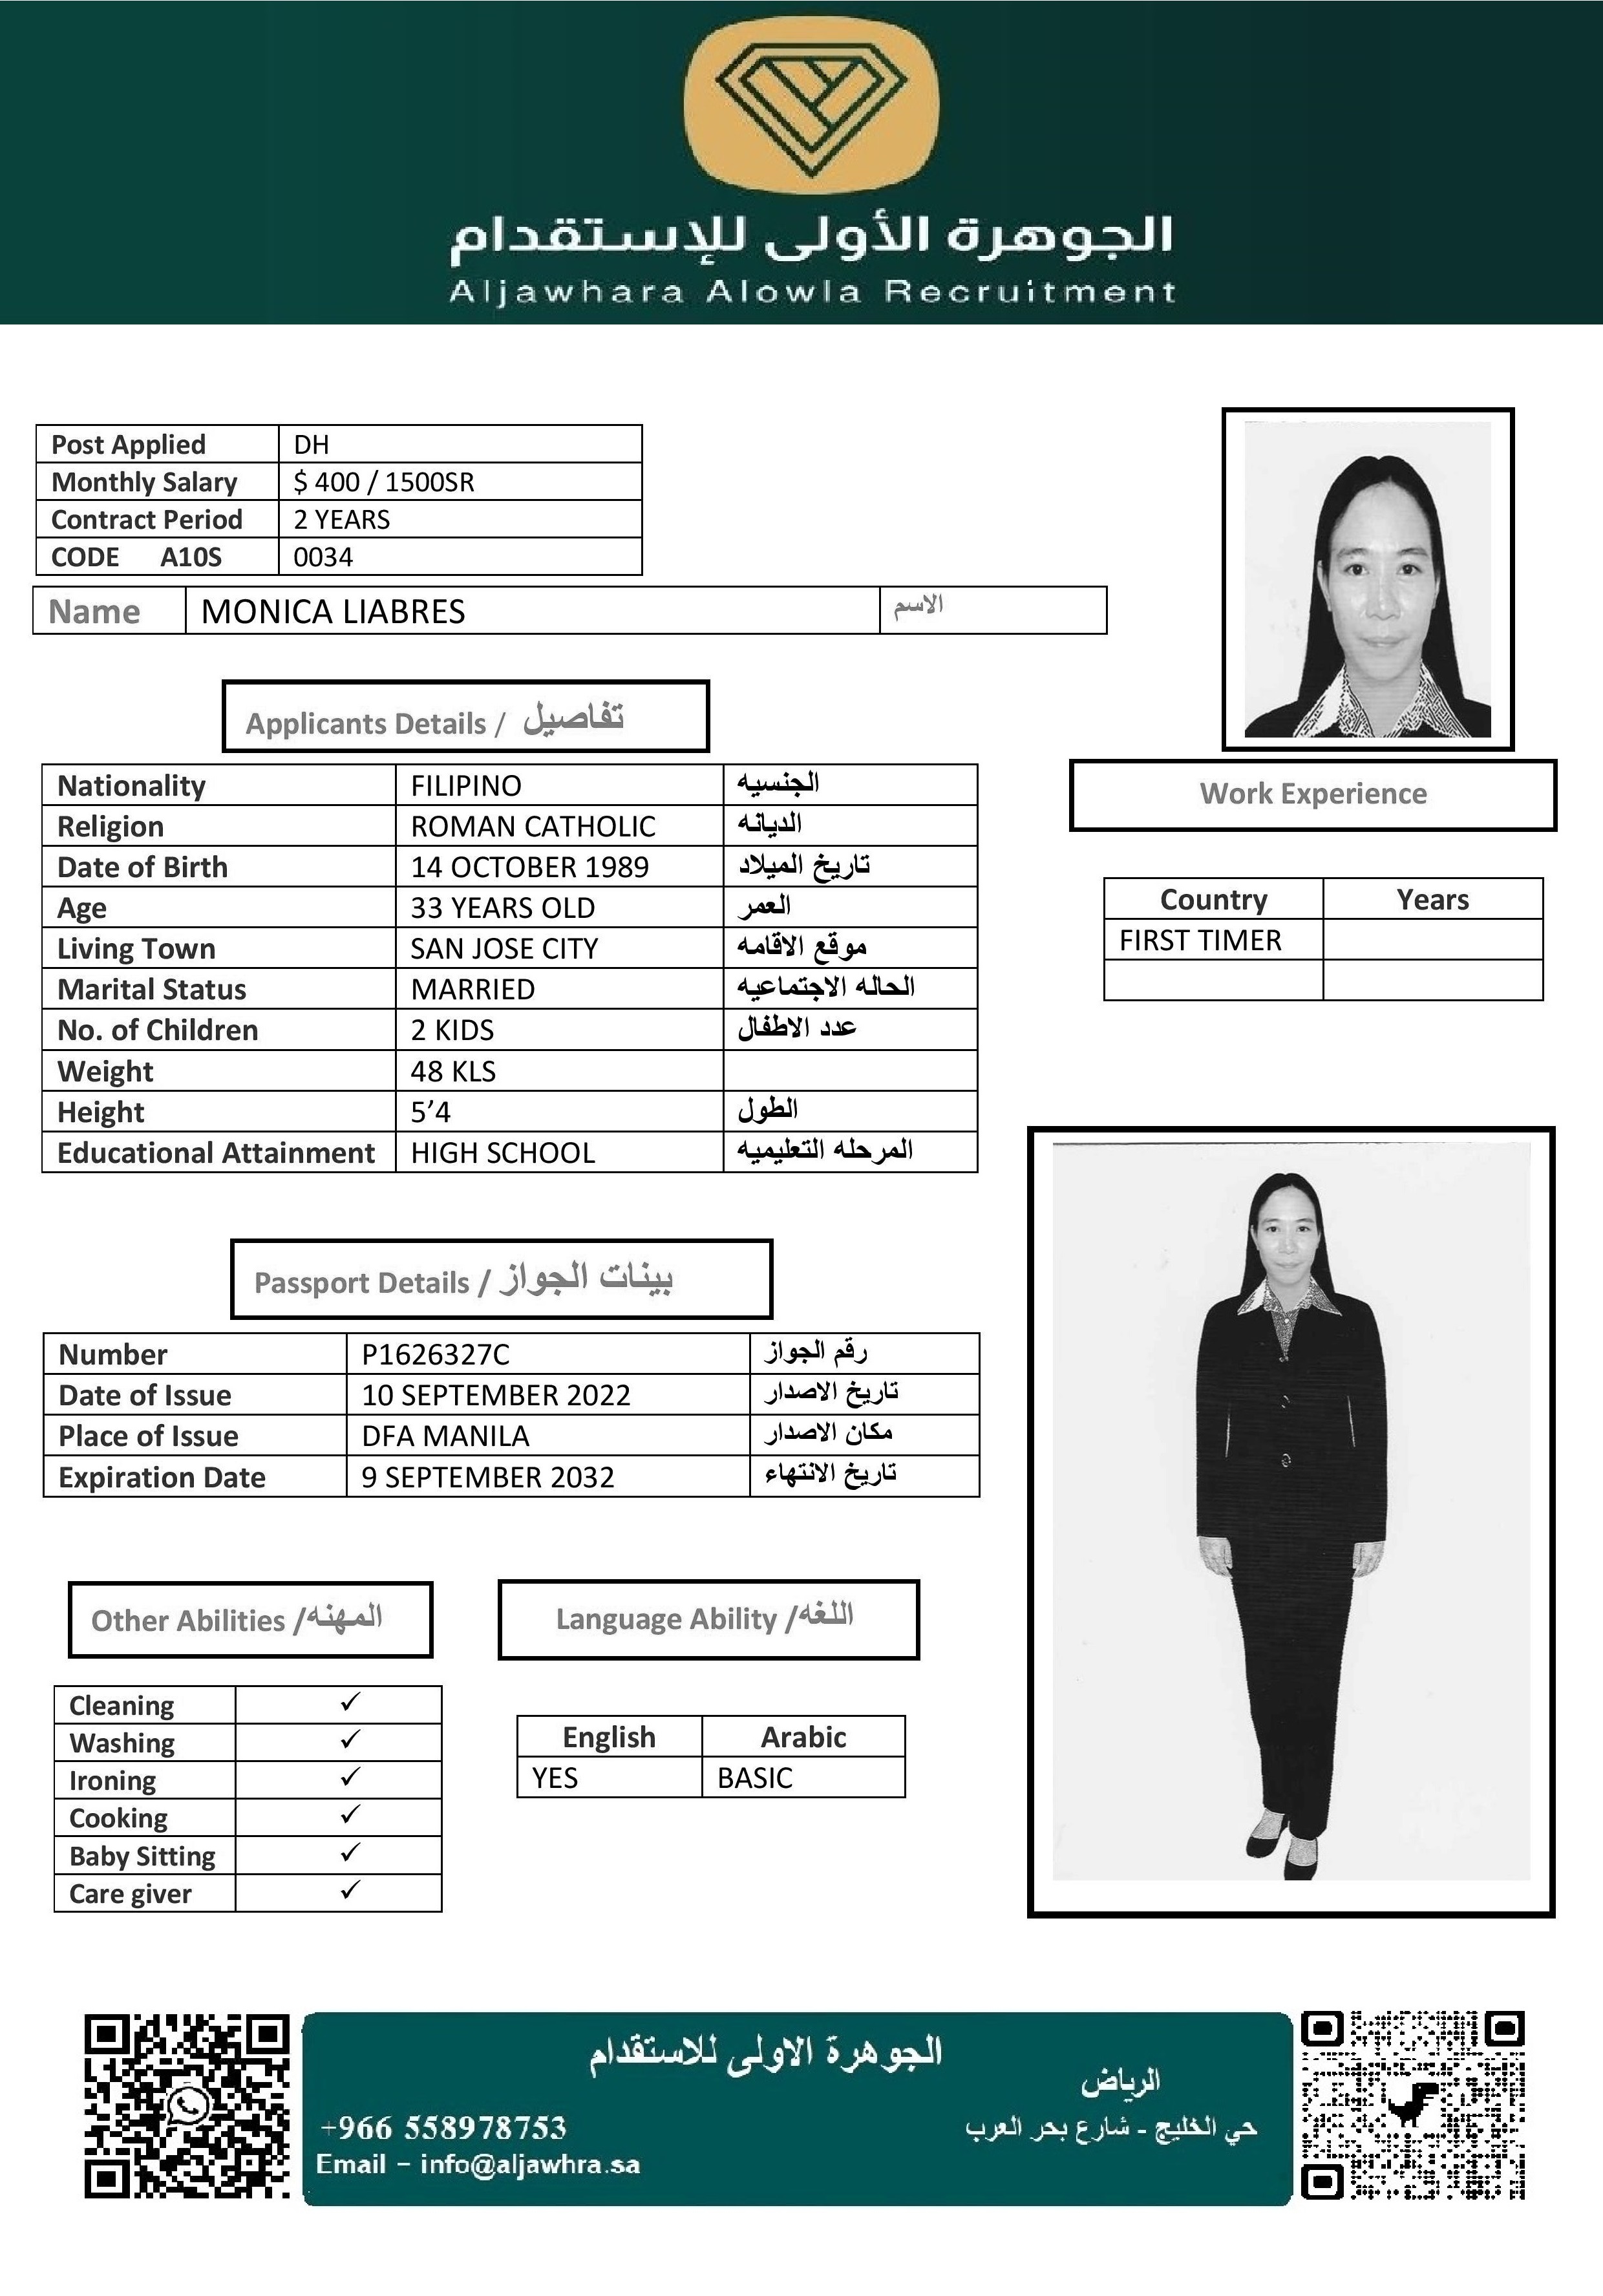 الجوهرة الأولى للإستقدام
Aljawhara Alowla Recruitment
Post Applied DH
Monthly Salary $ 400 / 1500SR
Contract Period 2 YEARS
CODE A10S 0034
Name MONICA LIABRES الاسم
Applicants Details / تفاصيل
Nationality FILIPINO الجنسيه
Religion ROMAN CATHOLIC الديانه
Date of Birth 14 OCTOBER 1989 تاريخ الميلاد
Age 33 YEARS OLD العمر
Living Town SAN JOSE CITY موقع الاقامه
Marital Status MARRIED الحاله الاجتماعيه
No. of Children 2 KIDS عدد الاطفال
Weight 48 KLS
Height 5’4 الطول
Educational Attainment HIGH SCHOOL المرحله التعليميه
Work Experience
Country Years
FIRST TIMER
Passport Details / بينات الجواز
Number P1626327C رقم الجواز
Date of Issue 10 SEPTEMBER 2022 تاريخ الاصدار
Place of Issue DFA MANILA مكان الاصدار
Expiration Date 9 SEPTEMBER 2032 تاريخ الانتهاء
Other Abilities /المهنه
Cleaning ✓
Washing ✓
Ironing ✓
Cooking ✓
Baby Sitting ✓
Care giver ✓
Language Ability /اللغه
English Arabic
YES BASIC
الجوهرة الاولى للاستقدام
الرياض
حي الخليج - شارع بحر العرب
+966 558978753
Email – info@aljawhra.sa